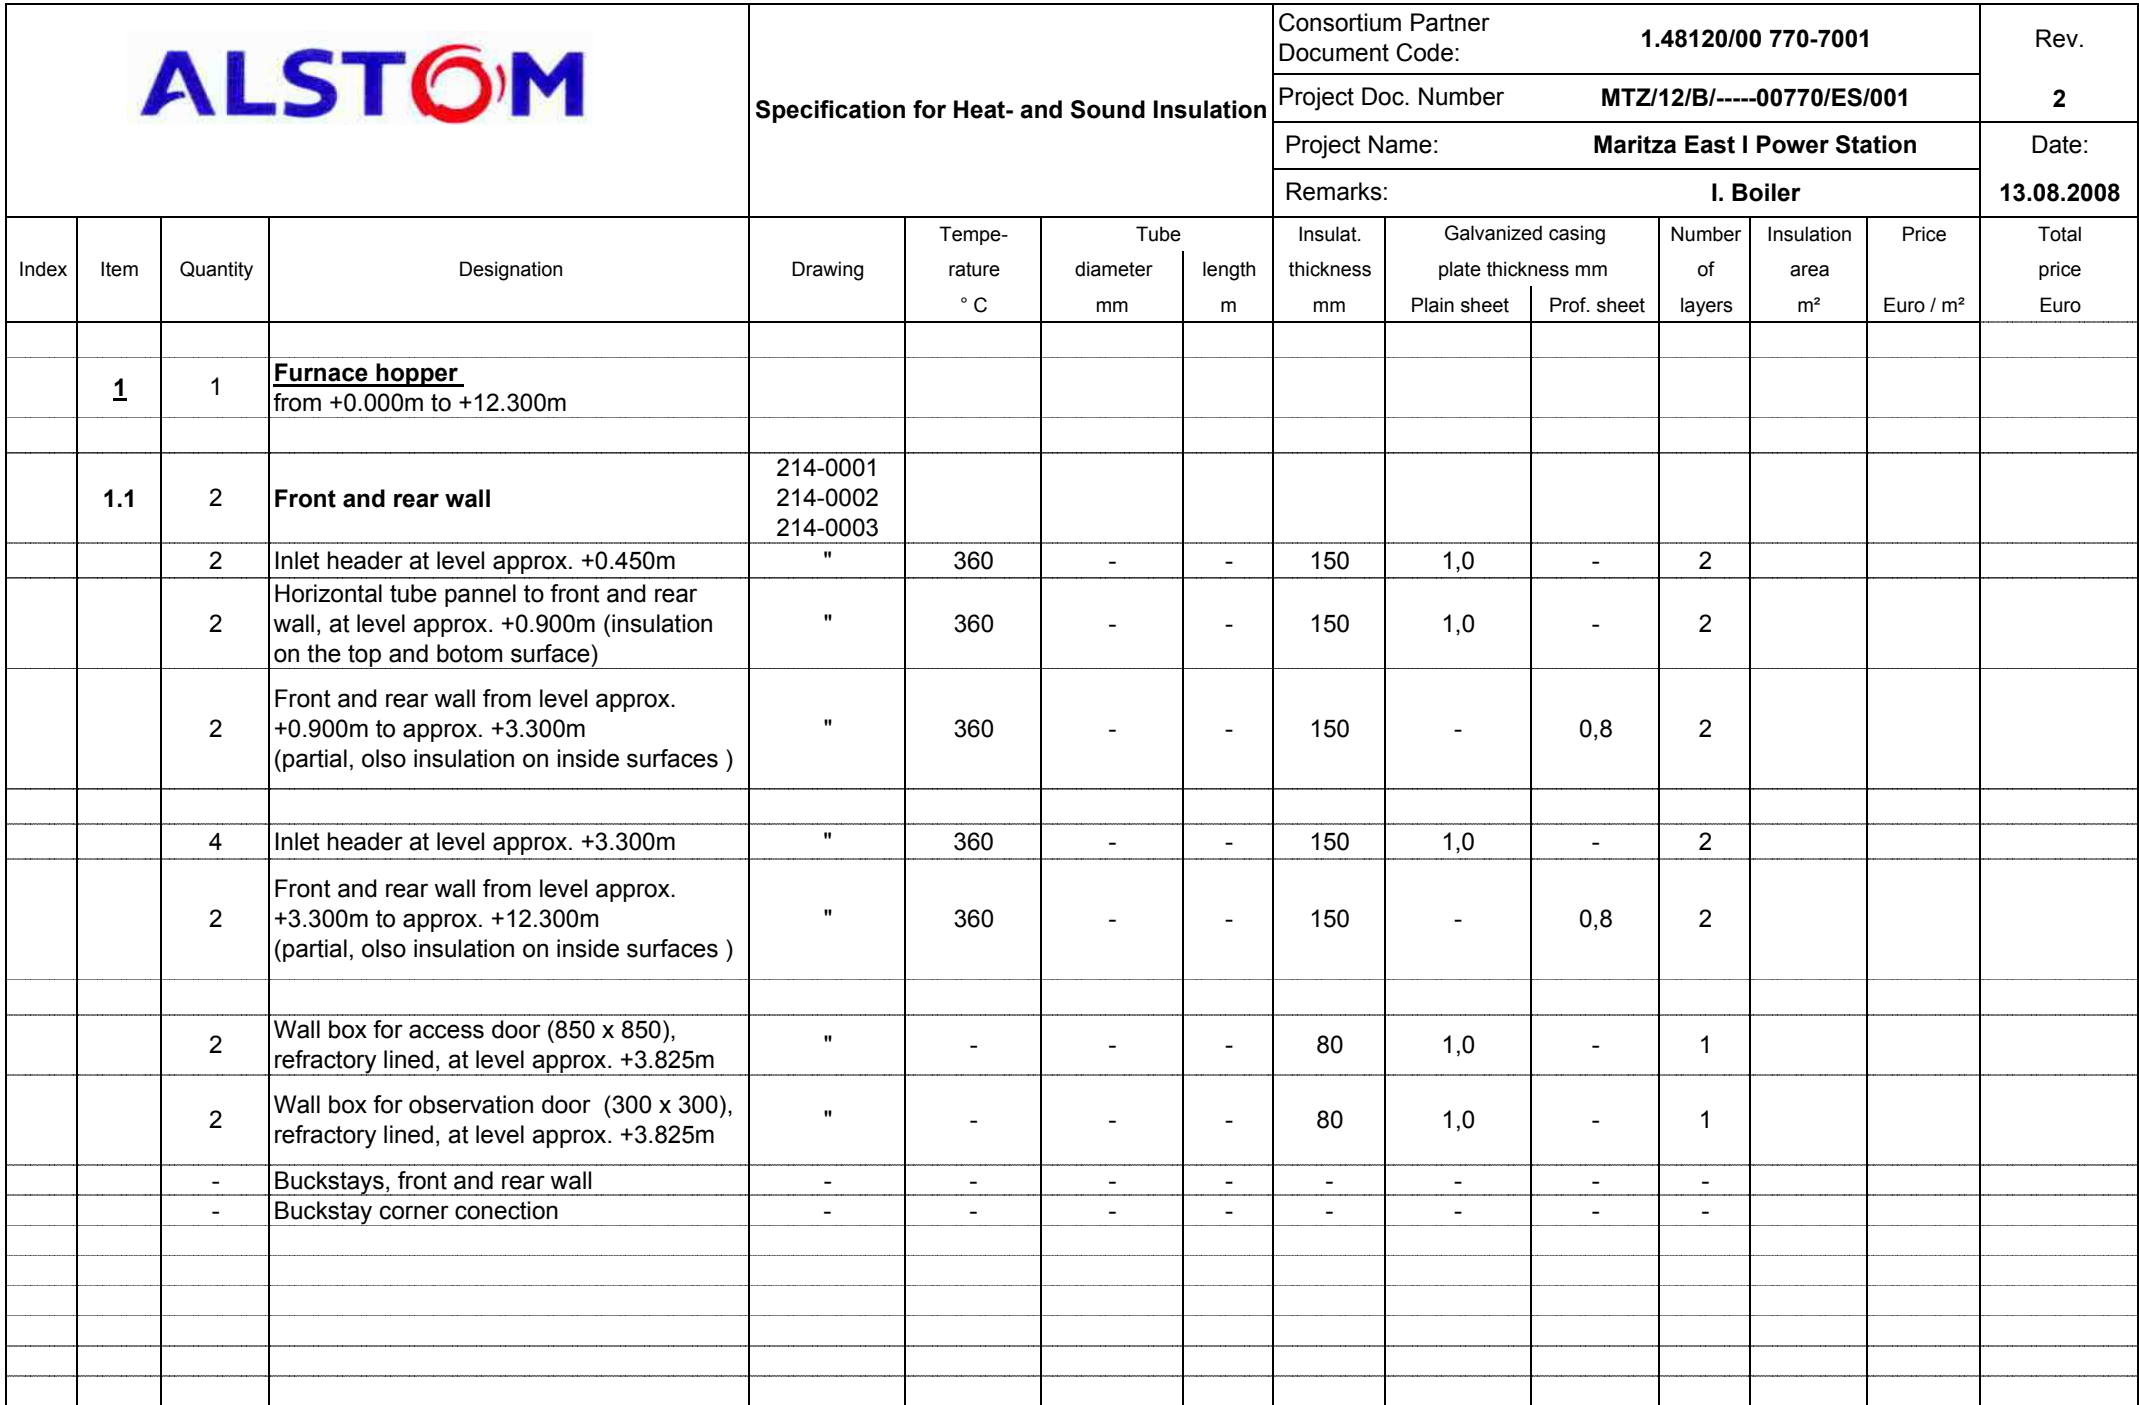 ALSTOM
Specification for Heat- and Sound Insulation
Consortium Partner
Document Code:
1.48120/00 770-7001
Rev.
Project Doc. Number
MTZ/12/B/-----00770/ES/001
2
Project Name:
Maritza East I Power Station
Date:
Remarks:
I. Boiler
13.08.2008
Index
Item
Quantity
Designation
Drawing
Tempe-
rature
° C
Tube
diameter
mm
length
m
Insulat.
thickness
mm
Galvanized casing
plate thickness mm
Plain sheet
Prof. sheet
Number
of
layers
Insulation
area
m²
Price
Euro / m²
Total
price
Euro
1 1 Furnace hopper
from +0.000m to +12.300m
1.1 2 Front and rear wall
214-0001
214-0002
214-0003
2 Inlet header at level approx. +0.450m " 360 - - 150 1,0 - 2
Horizontal tube pannel to front and rear
2 wall, at level approx. +0.900m (insulation " 360 - - 150 1,0 - 2
on the top and botom surface)
Front and rear wall from level approx.
2 +0.900m to approx. +3.300m " 360 - - 150 - 0,8 2
(partial, olso insulation on inside surfaces )
4 Inlet header at level approx. +3.300m " 360 - - 150 1,0 - 2
Front and rear wall from level approx.
2 +3.300m to approx. +12.300m " 360 - - 150 - 0,8 2
(partial, olso insulation on inside surfaces )
2 Wall box for access door (850 x 850), " - - - 80 1,0 - 1
refractory lined, at level approx. +3.825m
2 Wall box for observation door (300 x 300), " - - - 80 1,0 - 1
refractory lined, at level approx. +3.825m
- Buckstays, front and rear wall - - - - - - - -
- Buckstay corner conection - - - - - - - -